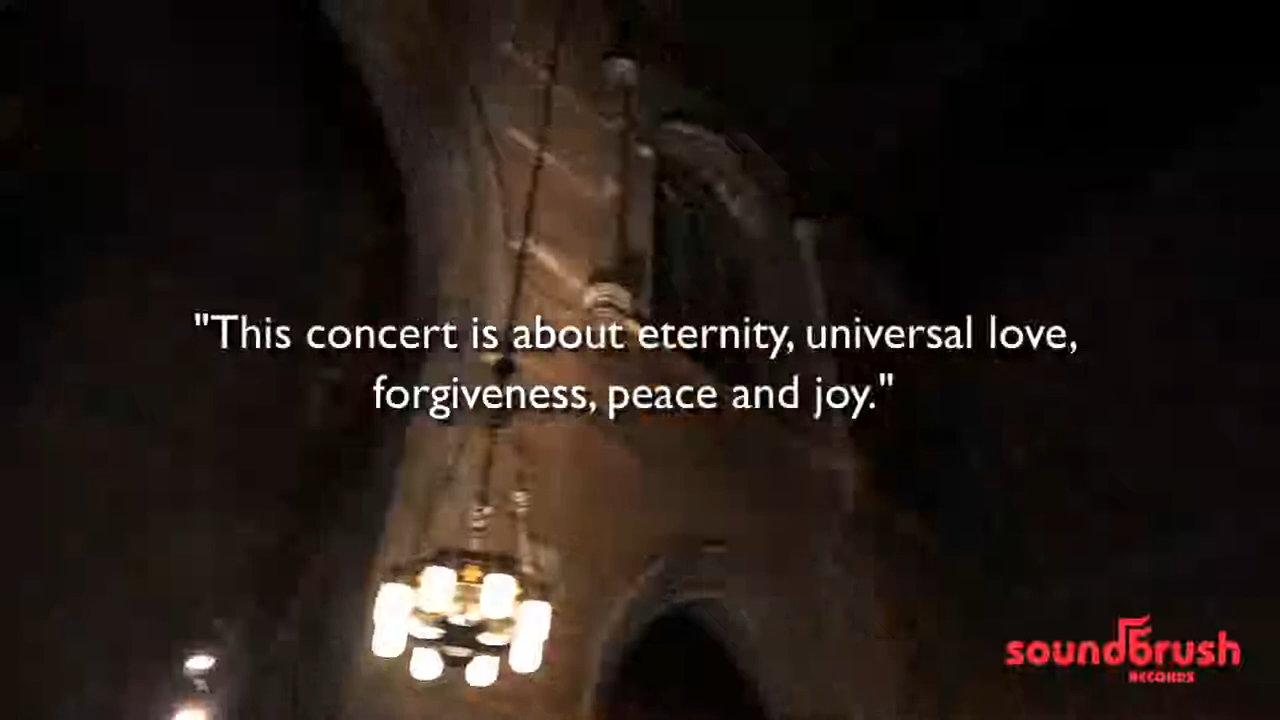 "This concert is about eternity, universal love,
forgiveness, peace and joy."
soundbrush
RECORDS